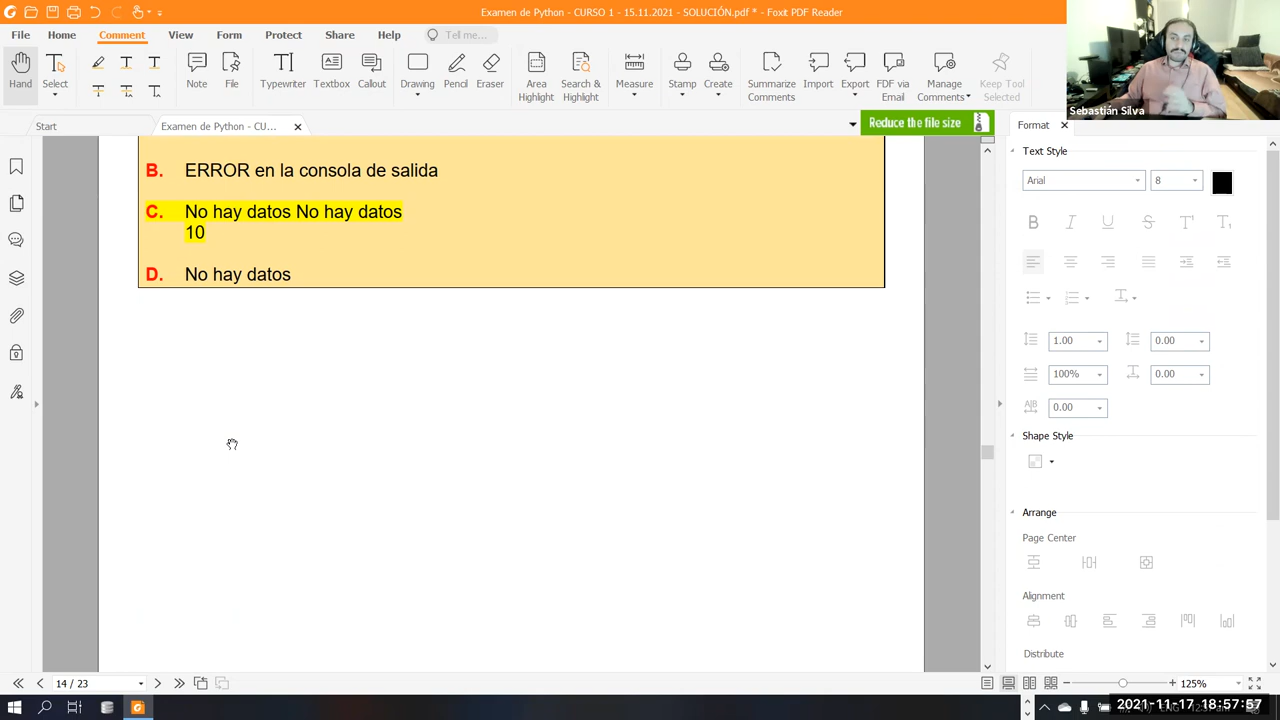 Examen de Python - CURSO 1 - 15.11.2021 - SOLUCIÓN.pdf * - Foxit PDF Reader
File Home Comment View Form Protect Share Help Tell me...
Hand
Select
Note
File
Typewriter
Textbox
Callout
Drawing
Pencil
Eraser
Area
Highlight
Search &
Highlight
Measure
Stamp
Create
Summarize
Comments
Import
Export
FDF via
Email
Manage
Comments
Keep Tool
Selected
Sebastián Silva
Start
Examen de Python - CU...
Reduce the file size
Format
Text Style
Arial 8
B. ERROR en la consola de salida
C. No hay datos No hay datos
10
D. No hay datos
1.00 0.00
100% 0.00
0.00
Shape Style
Arrange
Page Center
Alignment
Distribute
14 / 23
125%
2021-11-17 18:57:57